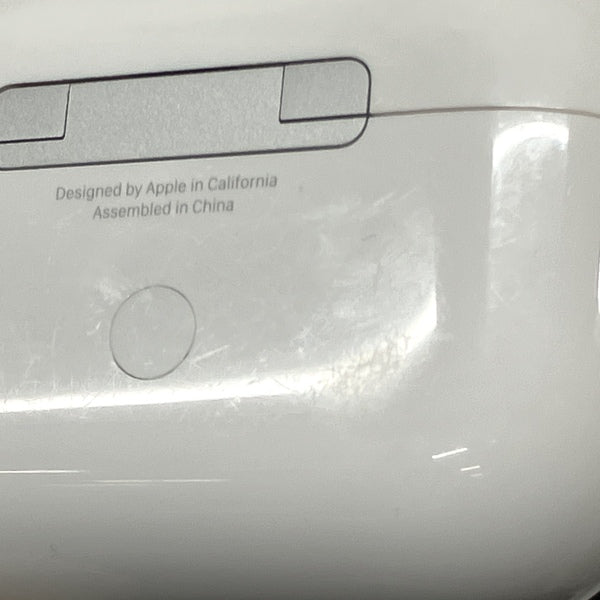 Designed by Apple in California
Assembled in China